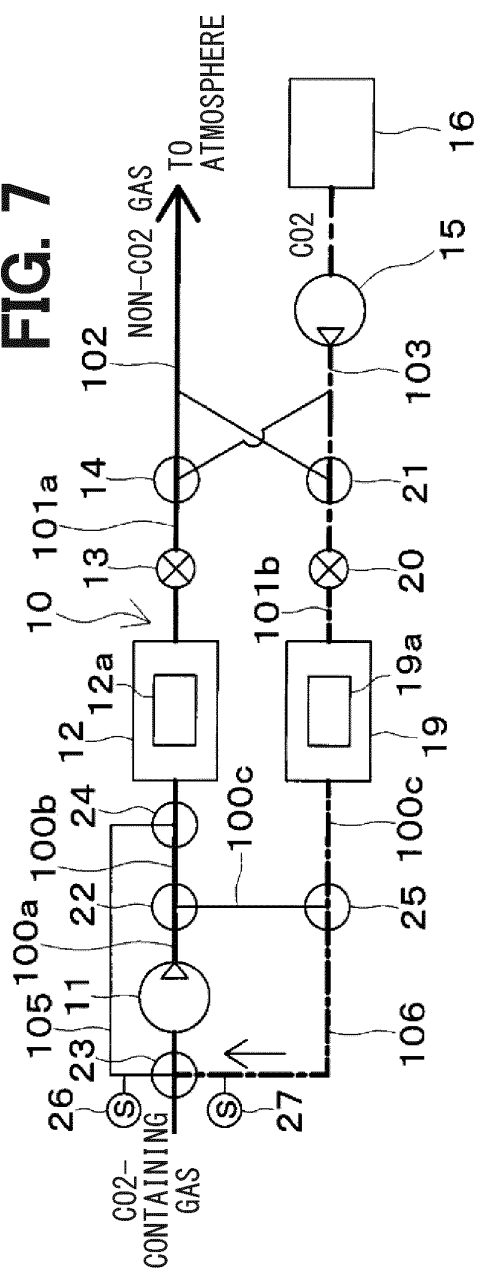 FIG. 7
NON-CO2 GAS
TO
ATMOSPHERE
CO2
16
15
102
103
14
21
101a
13
20
10
101b
12a
12
19a
19
24
100b
100c
100c
22
25
100a
11
105
106
23
26
S
S
27
CO2-
CONTAINING
GAS